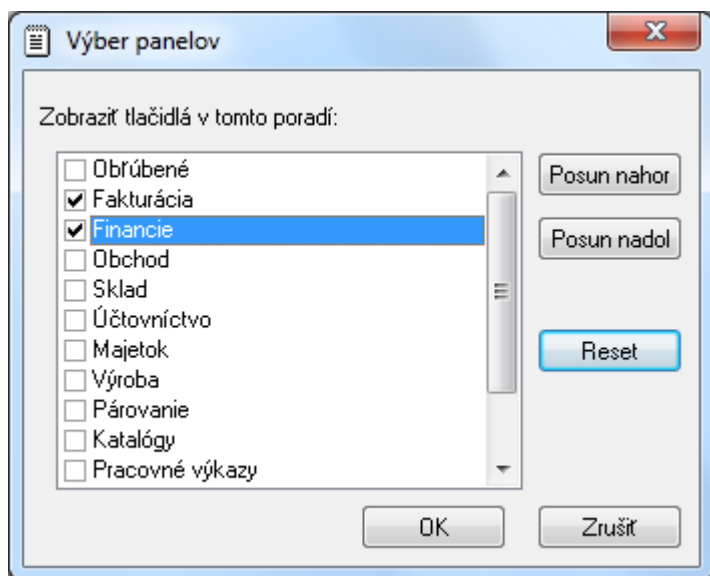 Výber panelov
Zobraziť tlačidlá v tomto poradí:
Obľúbené
Fakturácia
Financie
Obchod
Sklad
Účtovníctvo
Majetok
Výroba
Párovanie
Katalógy
Pracovné výkazy
Posun nahor
Posun nadol
Reset
OK
Zrušiť